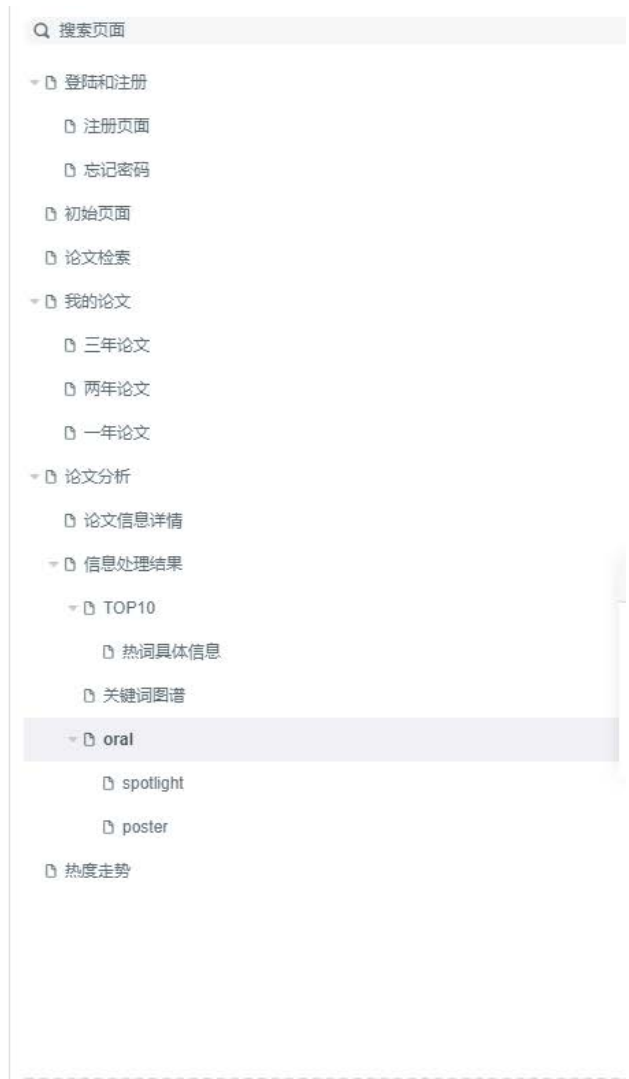 搜索页面
登陆和注册
注册页面
忘记密码
初始页面
论文检索
我的论文
三年论文
两年论文
一年论文
论文分析
论文信息详情
信息处理结果
TOP10
热词具体信息
关键词图谱
oral
spotlight
poster
热度走势